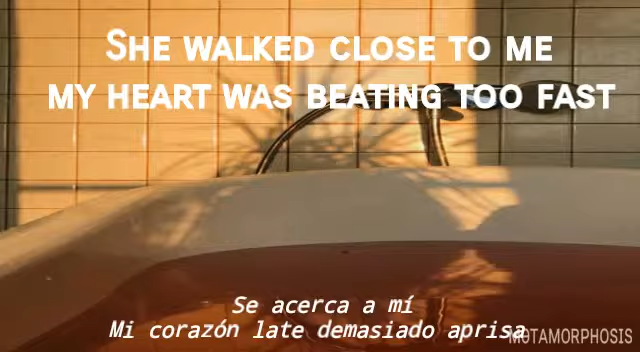 She walked close to me
my heart was beating too fast
Se acerca a mí
Mi corazón late demasiado aprisa
MOTAMORPHOSIS